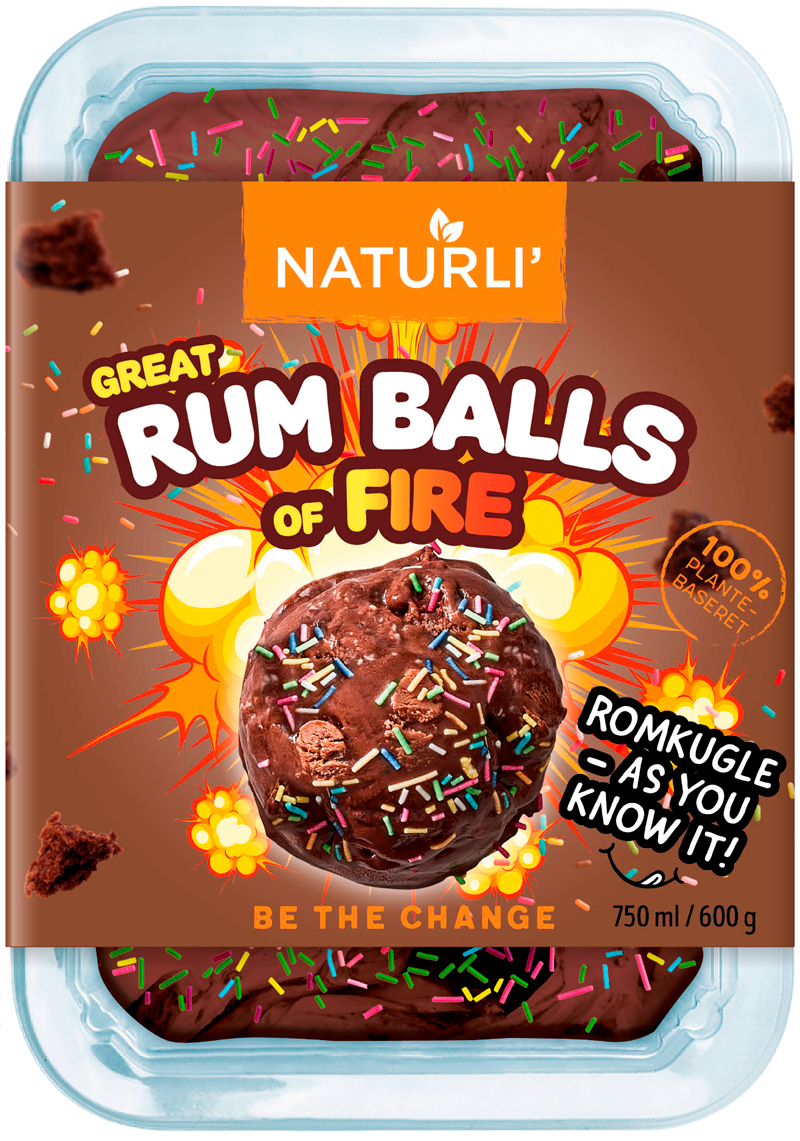 NATURLI'
GREAT
RUM BALLS
OF FIRE
100%
PLANTE-
BASERET
ROMKUGLE
- AS YOU
KNOW IT!
BE THE CHANGE
750 ml / 600 g